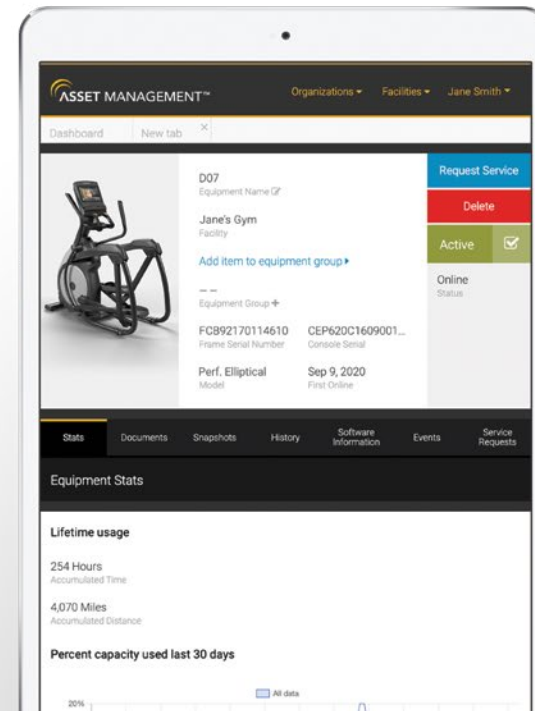 ASSET MANAGEMENT™
Organizations Facilities Jane Smith
Dashboard New tab ×
D07
Equipment Name
Jane's Gym
Facility
Add item to equipment group
– –
Equipment Group +
FC892170114610 CEP620C1609001...
Frame Serial Number Console Serial
Perf. Elliptical Sep 9, 2020
Model First Online
Request Service
Delete
Active
Online
Status
Stats Documents Snapshots History Software Information Events Service Requests
Equipment Stats
Lifetime usage
254 Hours
Accumulated Time
4,070 Miles
Accumulated Distance
Percent capacity used last 30 days
All data
20%